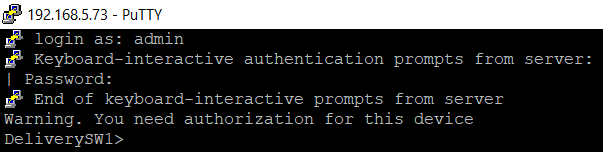 192.168.5.73 - PuTTY
login as: admin
Keyboard-interactive authentication prompts from server:
| Password:
End of keyboard-interactive prompts from server
Warning. You need authorization for this device
DeliverySW1>